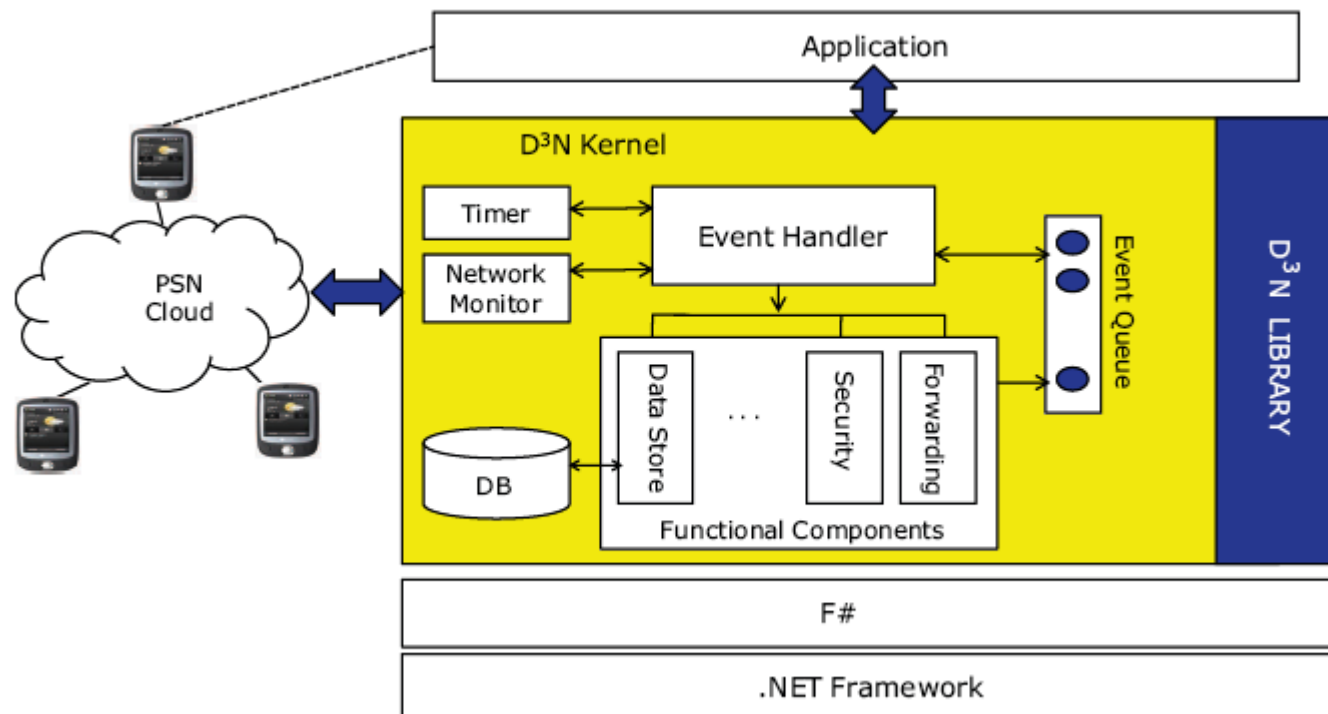 Application
D³N Kernel
Timer
Event Handler
Network
Monitor
PSN
Cloud
Event Queue
D³N LIBRARY
Data Store
...
Security
Forwarding
DB
Functional Components
F#
.NET Framework